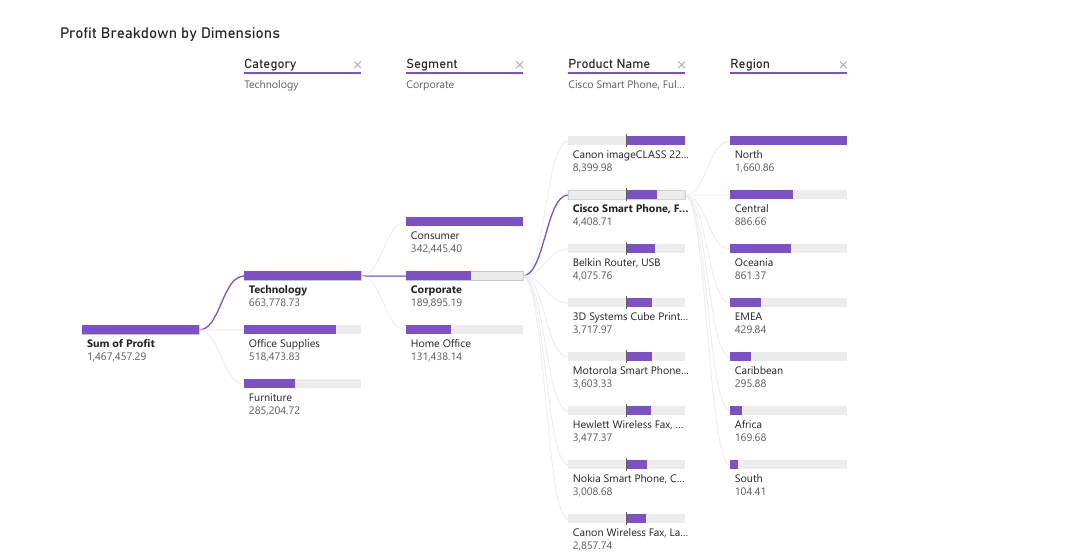 Profit Breakdown by Dimensions
Category ×
Technology
Segment ×
Corporate
Product Name ×
Cisco Smart Phone, Ful...
Region ×
Sum of Profit
1,467,457.29
Technology
663,778.73
Office Supplies
518,473.83
Furniture
285,204.72
Consumer
342,445.40
Corporate
189,895.19
Home Office
131,438.14
Canon imageCLASS 22...
8,399.98
Cisco Smart Phone, F...
4,408.71
Belkin Router, USB
4,075.76
3D Systems Cube Print...
3,717.97
Motorola Smart Phone...
3,603.33
Hewlett Wireless Fax, ...
3,477.37
Nokia Smart Phone, C...
3,008.68
Canon Wireless Fax, La...
2,857.74
North
1,660.86
Central
886.66
Oceania
861.37
EMEA
429.84
Caribbean
295.88
Africa
169.68
South
104.41